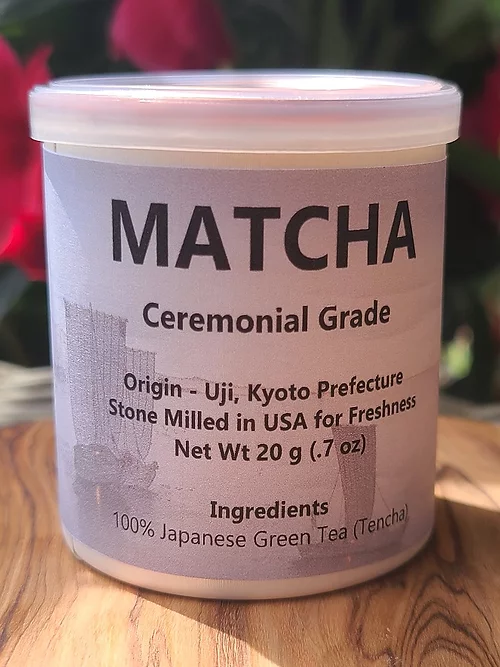 MATCHA
Ceremonial Grade
Origin - Uji, Kyoto Prefecture
Stone Milled in USA for Freshness
Net Wt 20 g (.7 oz)
Ingredients
100% Japanese Green Tea (Tencha)